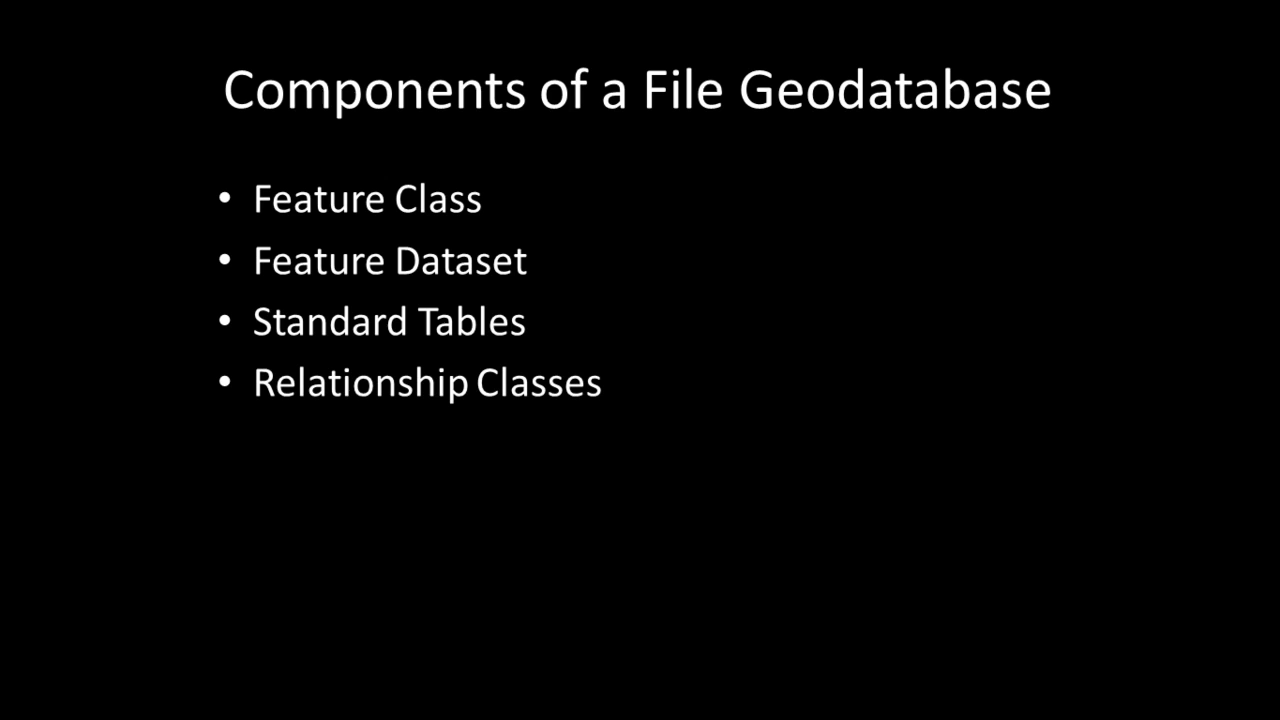 Components of a File Geodatabase
• Feature Class
• Feature Dataset
• Standard Tables
• Relationship Classes